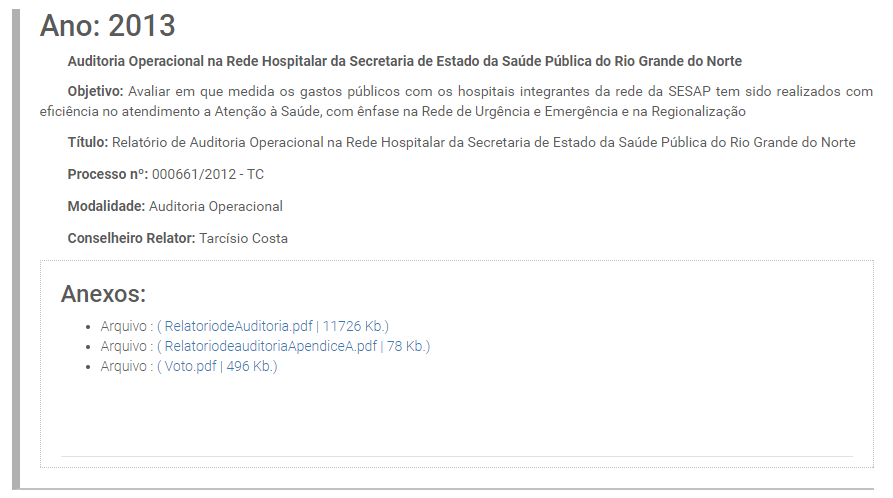 Ano: 2013
Auditoria Operacional na Rede Hospitalar da Secretaria de Estado da Saúde Pública do Rio Grande do Norte
Objetivo: Avaliar em que medida os gastos públicos com os hospitais integrantes da rede da SESAP tem sido realizados com
eficiência no atendimento a Atenção à Saúde, com ênfase na Rede de Urgência e Emergência e na Regionalização
Título: Relatório de Auditoria Operacional na Rede Hospitalar da Secretaria de Estado da Saúde Pública do Rio Grande do Norte
Processo nº: 000661/2012 - TC
Modalidade: Auditoria Operacional
Conselheiro Relator: Tarcísio Costa
Anexos:
• Arquivo : ( RelatoriodeAuditoria.pdf | 11726 Kb.)
• Arquivo : ( RelatoriodeauditoriaApendiceA.pdf | 78 Kb.)
• Arquivo : ( Voto.pdf | 496 Kb.)